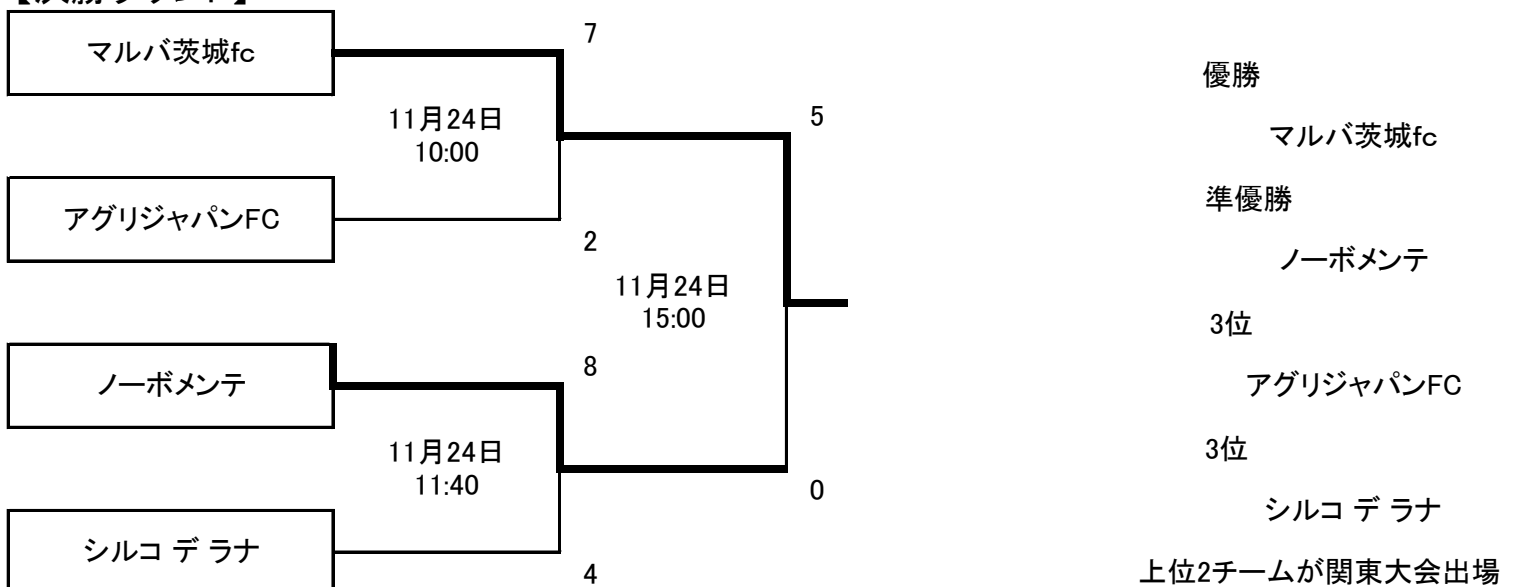 マルバ茨城fc
7
11月24日
10:00
5
アグリジャパンFC
2
11月24日
15:00
ノーボメンテ
8
11月24日
11:40
0
シルコ デ ラナ
4
優勝
マルバ茨城fc
準優勝
ノーボメンテ
3位
アグリジャパンFC
3位
シルコ デ ラナ
上位2チームが関東大会出場